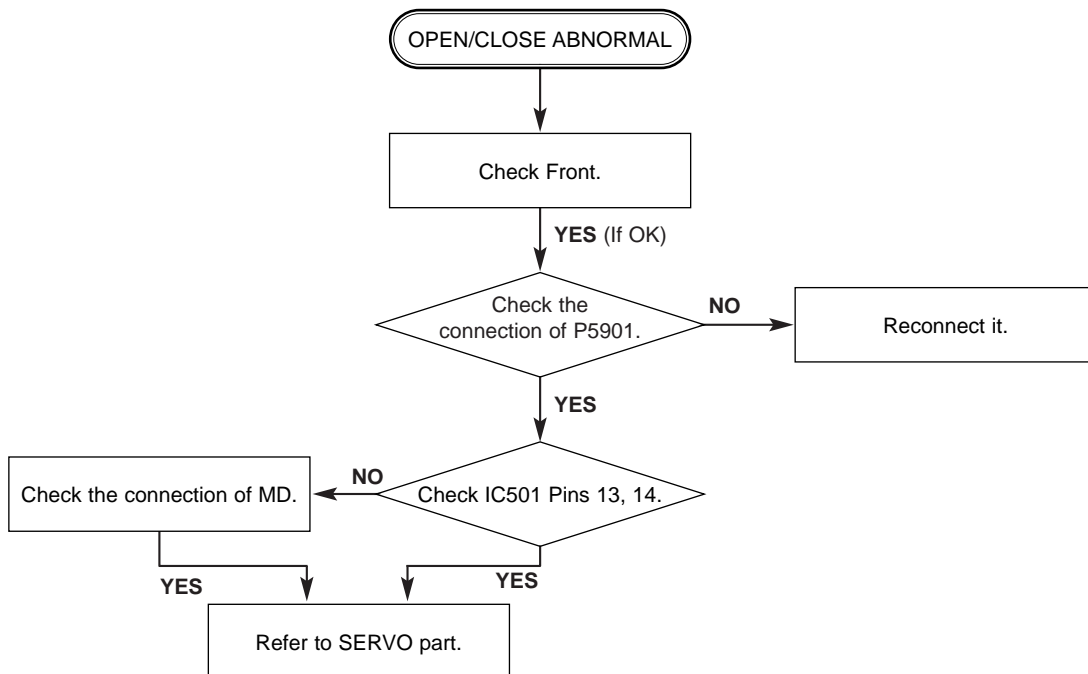 OPEN/CLOSE ABNORMAL
Check Front.
YES (If OK)
Check the
connection of P5901.
NO
Reconnect it.
YES
Check IC501 Pins 13, 14.
NO
Check the connection of MD.
YES
YES
Refer to SERVO part.